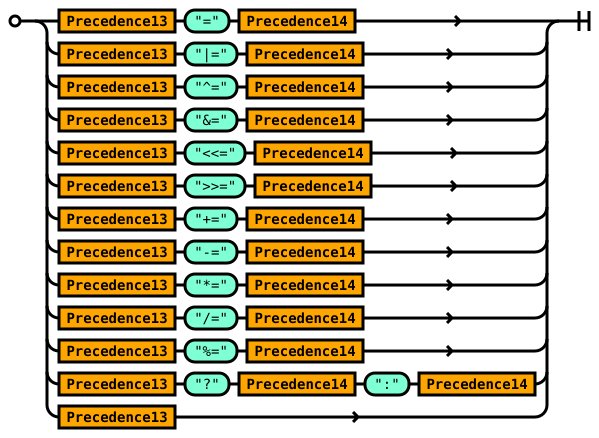 Precedence13 "=" Precedence14
Precedence13 "|=" Precedence14
Precedence13 "^=" Precedence14
Precedence13 "&=" Precedence14
Precedence13 "<<=" Precedence14
Precedence13 ">>=" Precedence14
Precedence13 "+=" Precedence14
Precedence13 "-=" Precedence14
Precedence13 "*=" Precedence14
Precedence13 "/=" Precedence14
Precedence13 "%=" Precedence14
Precedence13 "?" Precedence14 ":" Precedence14
Precedence13